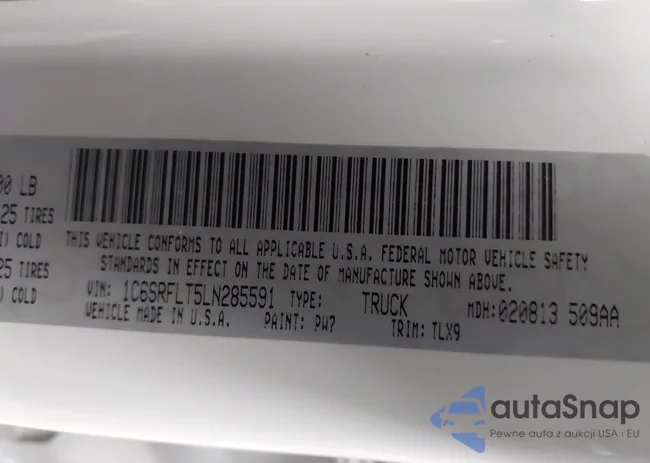 00 LB
25 TIRES
I) COLD
25 TIRES
) COLD
THIS VEHICLE CONFORMS TO ALL APPLICABLE U.S.A. FEDERAL MOTOR VEHICLE SAFETY
STANDARDS IN EFFECT ON THE DATE OF MANUFACTURE SHOWN ABOVE.
VIN: 1C6SRFLT5LN285591 TYPE: TRUCK MDH:020813 509AA
VEHICLE MADE IN U.S.A. PAINT: PW7 TRIM: TLX9
autoSnap
Pewne auta z aukcji USA i EU